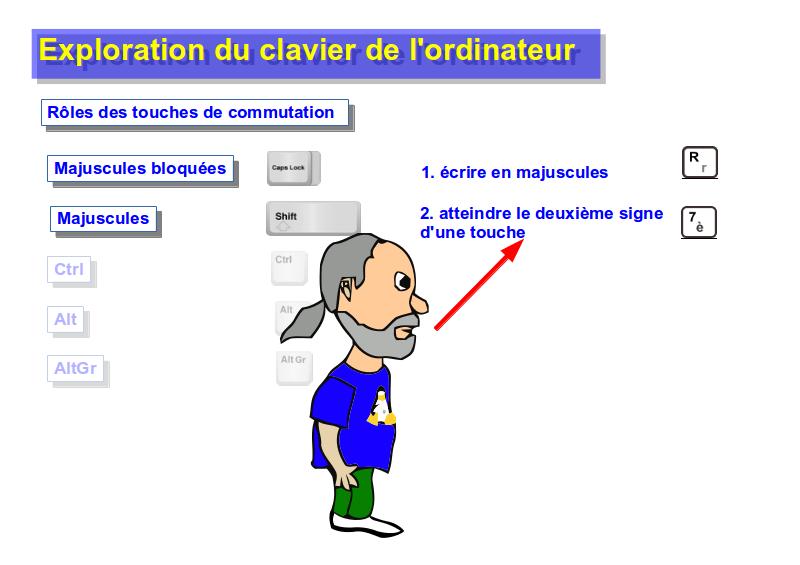 Exploration du clavier de l'ordinateur
Rôles des touches de commutation
Majuscules bloquées
Caps Lock
1. écrire en majuscules
R
r
Majuscules
Shift
2. atteindre le deuxième signe
d'une touche
7
è
Ctrl
Ctrl
Alt
Alt
AltGr
Alt Gr